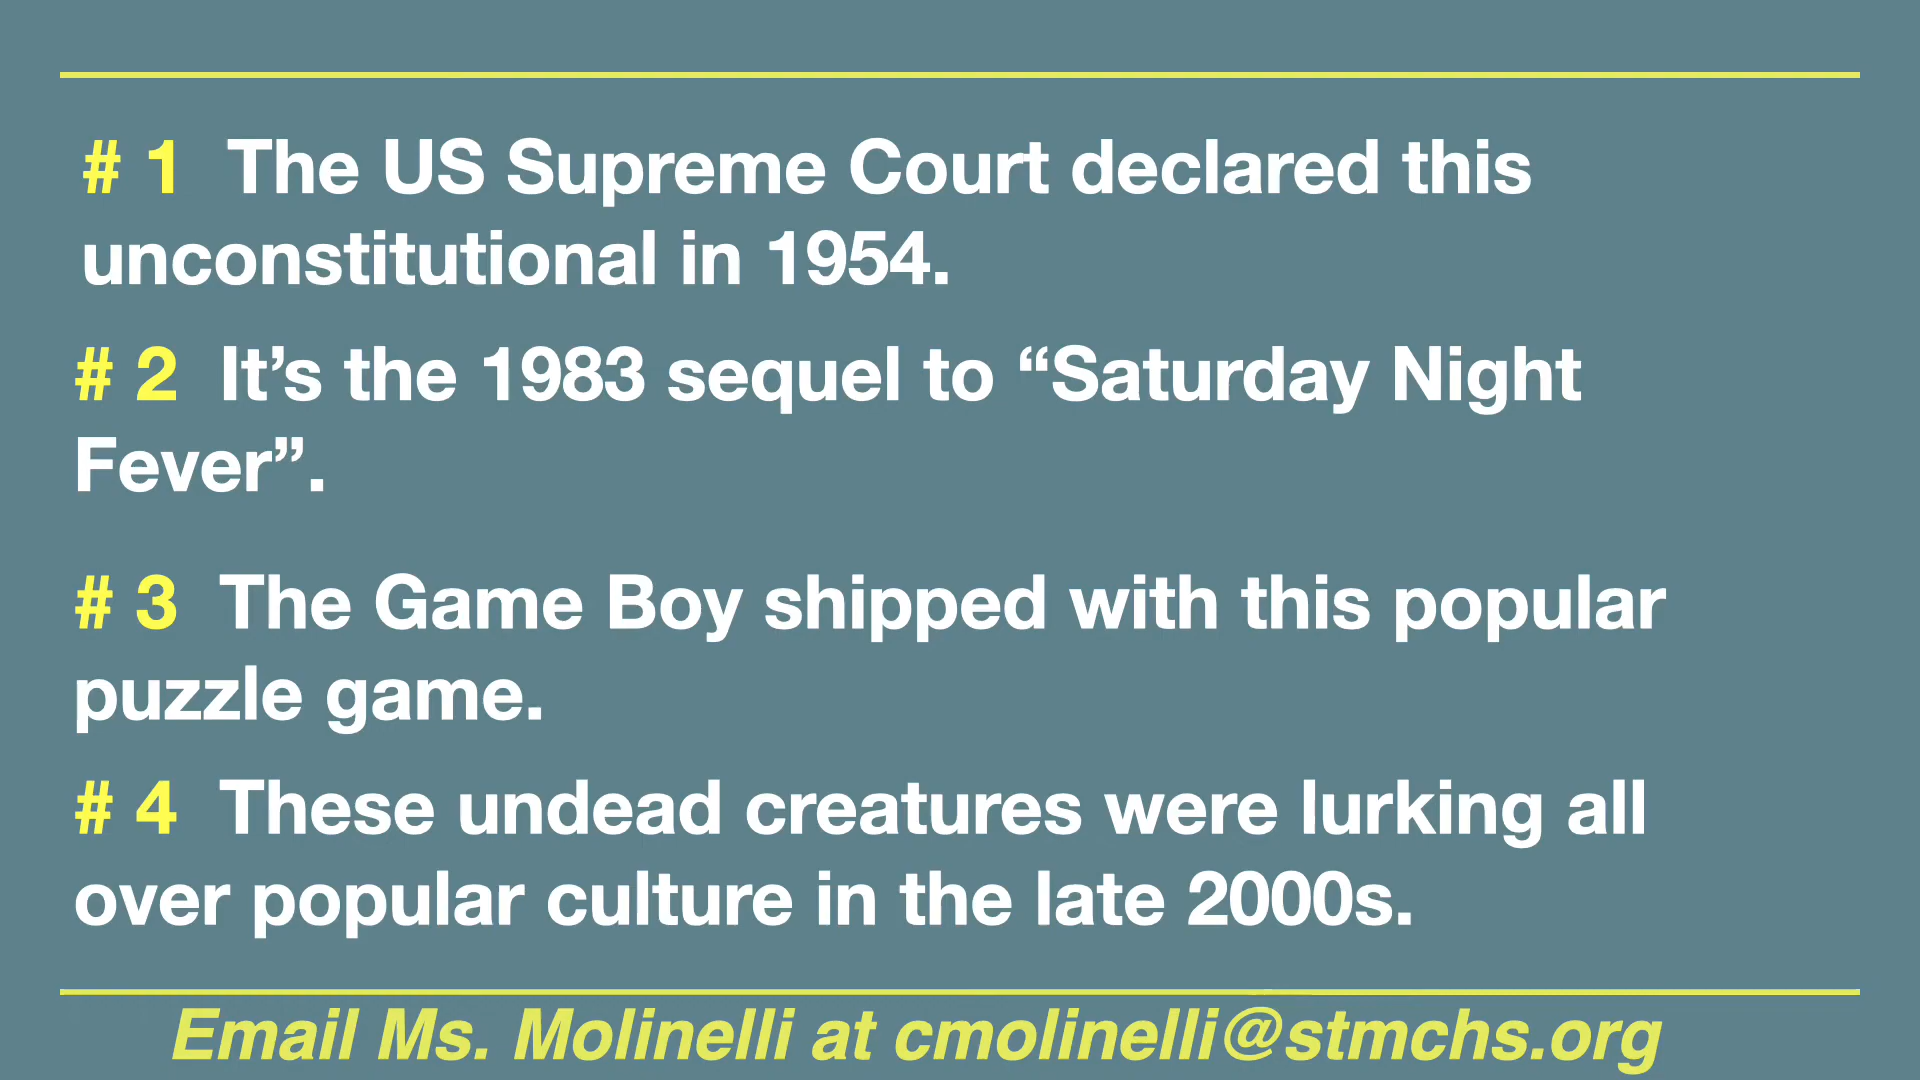 # 1 The US Supreme Court declared this
unconstitutional in 1954.
# 2 It’s the 1983 sequel to “Saturday Night
Fever”.
# 3 The Game Boy shipped with this popular
puzzle game.
# 4 These undead creatures were lurking all
over popular culture in the late 2000s.
Email Ms. Molinelli at cmolinelli@stmchs.org